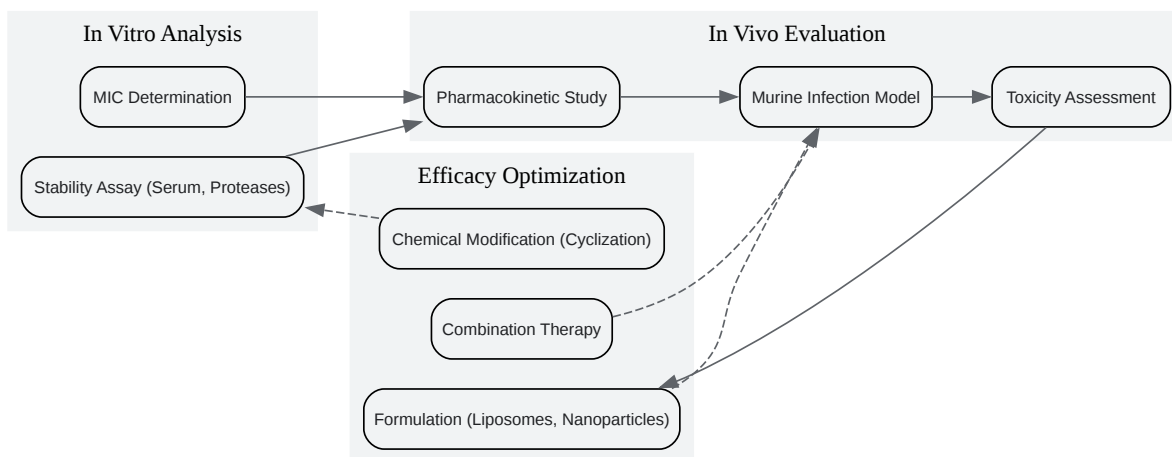 In Vitro Analysis
MIC Determination
Stability Assay (Serum, Proteases)
In Vivo Evaluation
Pharmacokinetic Study
Murine Infection Model
Toxicity Assessment
Efficacy Optimization
Chemical Modification (Cyclization)
Combination Therapy
Formulation (Liposomes, Nanoparticles)